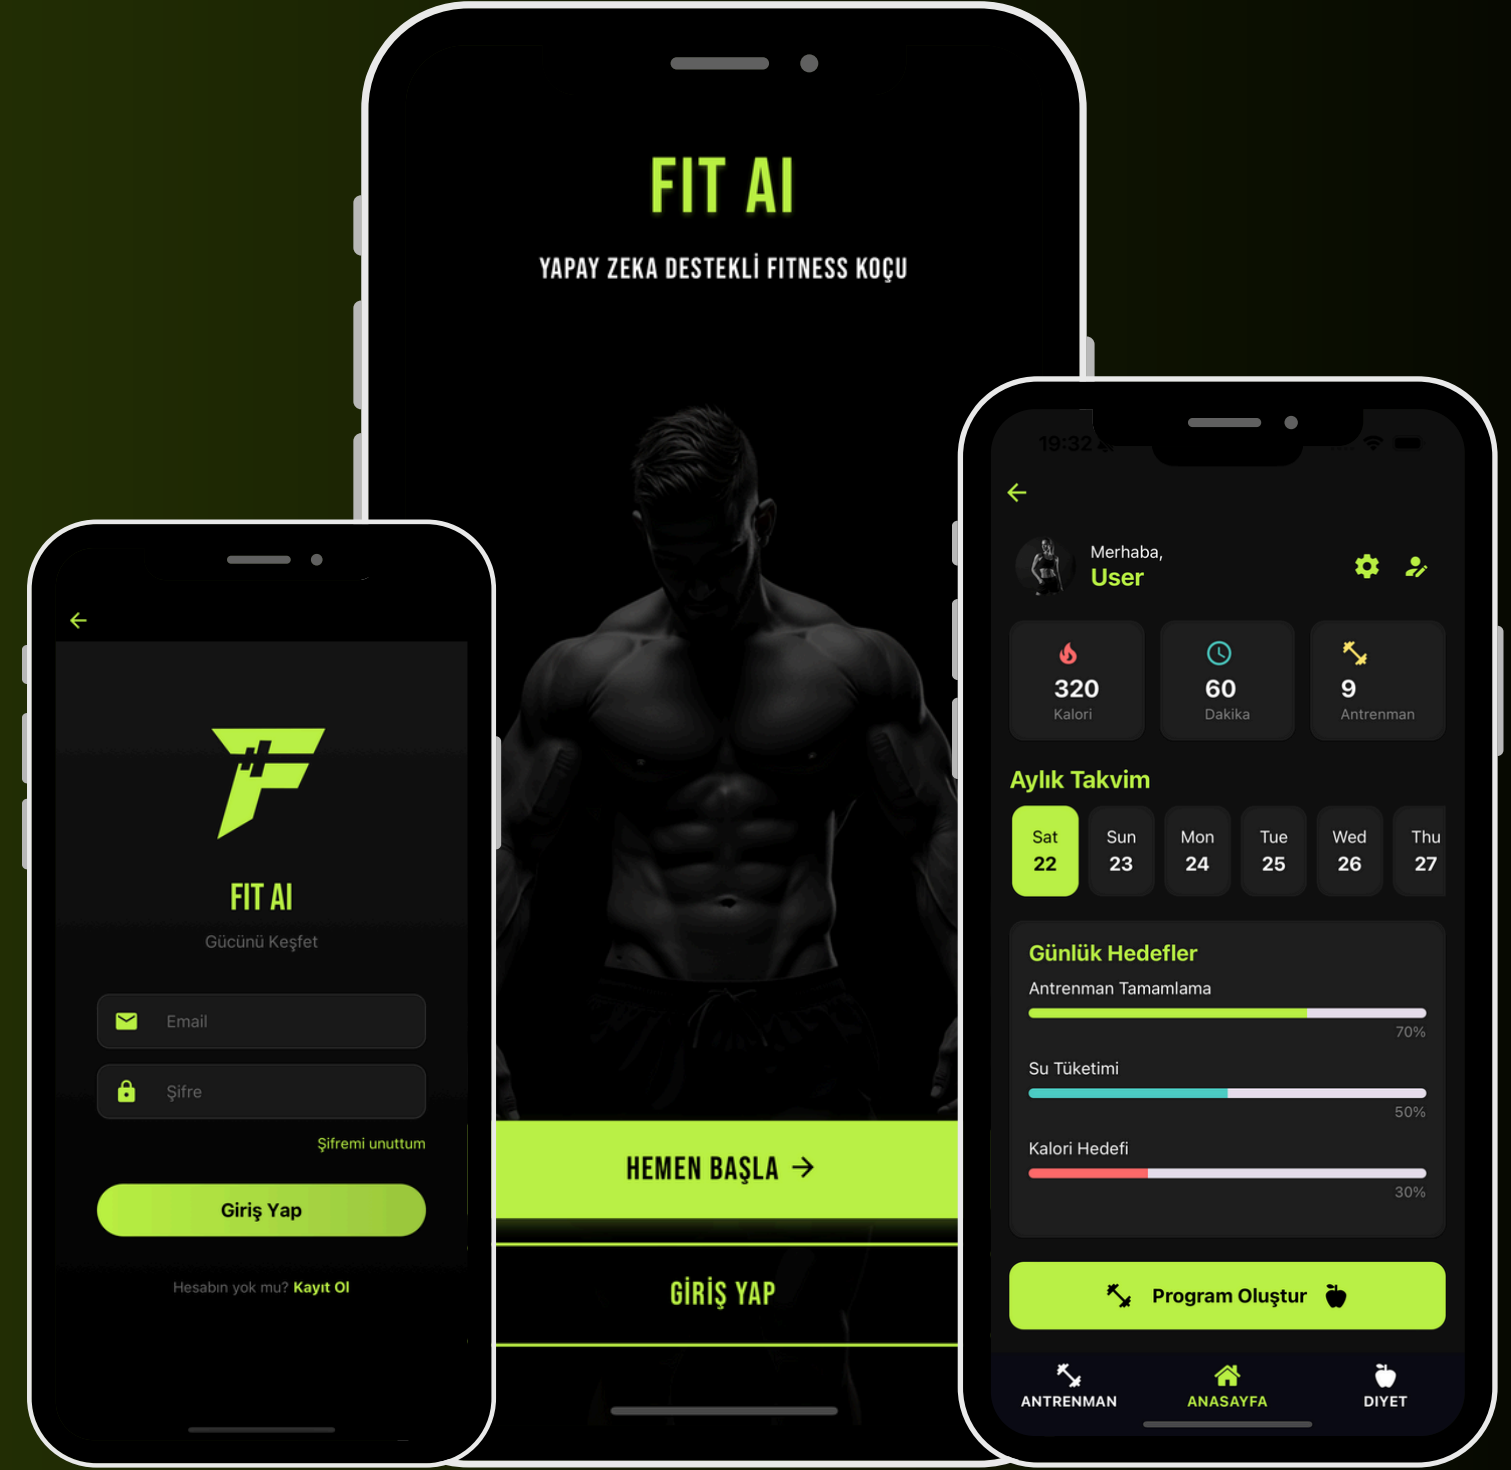 FIT AI
YAPAY ZEKA DESTEKLİ FITNESS KOÇU
HEMEN BAŞLA →
GİRİŞ YAP
FIT AI
Gücünü Keşfet
Email
Şifre
Şifremi unuttum
Giriş Yap
Hesabın yok mu? Kayıt Ol
19:32
Merhaba,
User
320
Kalori
60
Dakika
9
Antrenman
Aylık Takvim
Sat Sun Mon Tue Wed Thu
22 23 24 25 26 27
Günlük Hedefler
Antrenman Tamamlama
70%
Su Tüketimi
50%
Kalori Hedefi
30%
Program Oluştur
ANTRENMAN ANASAYFA DIYET